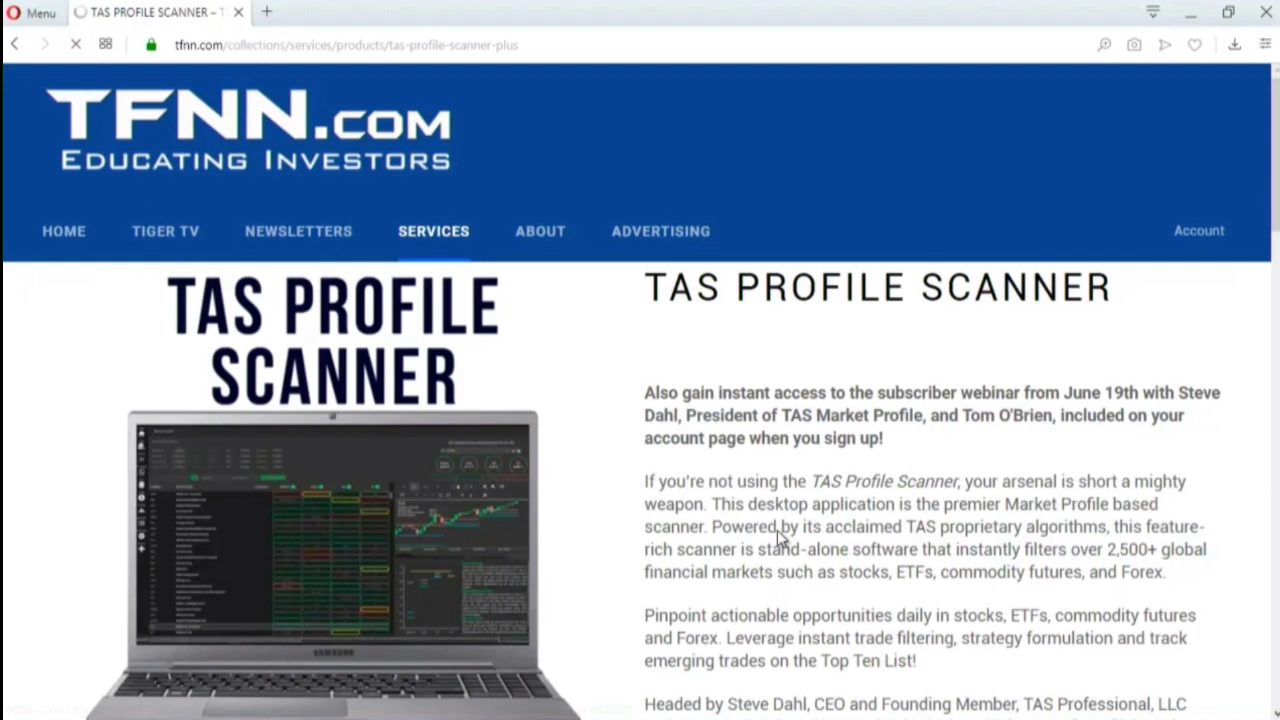 Menu
TAS PROFILE SCANNER – T
tfnn.com/collections/services/products/tas-profile-scanner-plus
TFNN.COM
EDUCATING INVESTORS
HOME TIGER TV NEWSLETTERS SERVICES ABOUT ADVERTISING Account
TAS PROFILE
SCANNER
SAMSUNG
TAS PROFILE SCANNER
Also gain instant access to the subscriber webinar from June 19th with Steve
Dahl, President of TAS Market Profile, and Tom O'Brien, included on your
account page when you sign up!
If you're not using the TAS Profile Scanner, your arsenal is short a mighty
weapon. This desktop application is the premier Market Profile based
scanner. Powered by its acclaimed TAS proprietary algorithms, this feature-
rich scanner is stand-alone software that instantly filters over 2,500+ global
financial markets such as stocks, ETFs, commodity futures, and Forex.
Pinpoint actionable opportunities daily in stocks, ETFs, commodity futures
and Forex. Leverage instant trade filtering, strategy formulation and track
emerging trades on the Top Ten List!
Headed by Steve Dahl, CEO and Founding Member, TAS Professional, LLC